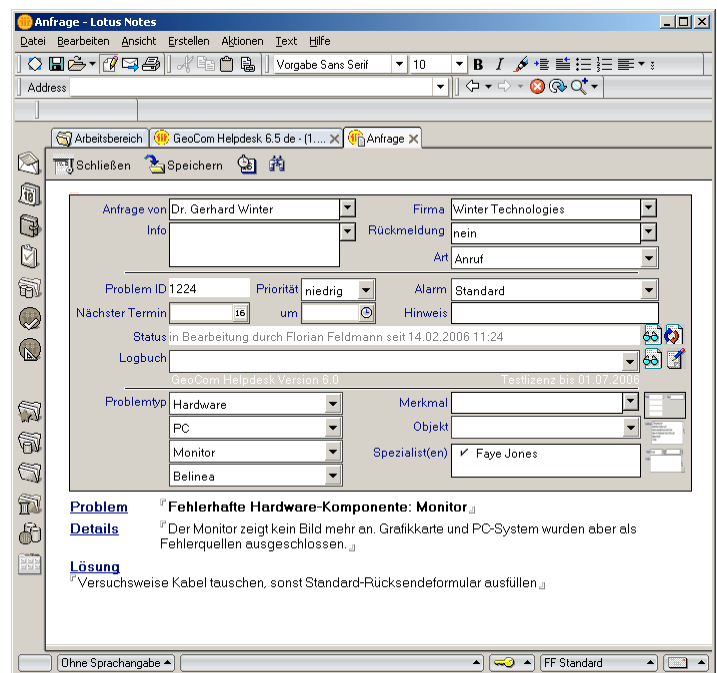 Anfrage - Lotus Notes
Datei Bearbeiten Ansicht Erstellen Aktionen Text Hilfe
Vorgabe Sans Serif 10 B I
Address
Arbeitsbereich GeoCom Helpdesk 6.5 de - (1.... Anfrage
Schließen Speichern
Anfrage von Dr. Gerhard Winter Firma Winter Technologies
Info Rückmeldung nein
Art Anruf
Problem ID 1224 Priorität niedrig Alarm Standard
Nächster Termin 16 um Hinweis
Status in Bearbeitung durch Florian Feldmann seit 14.02.2006 11:24
Logbuch
GeoCom Helpdesk Version 6.0 Testlizenz bis 01.07.2006
Problemtyp Hardware Merkmal
PC Objekt
Monitor Spezialist(en) Faye Jones
Belinea
Problem Fehlerhafte Hardware-Komponente: Monitor
Details Der Monitor zeigt kein Bild mehr an. Grafikkarte und PC-System wurden aber als
Fehlerquellen ausgeschlossen.
Lösung
Versuchsweise Kabel tauschen, sonst Standard-Rücksendeformular ausfüllen
Ohne Sprachangabe FF Standard